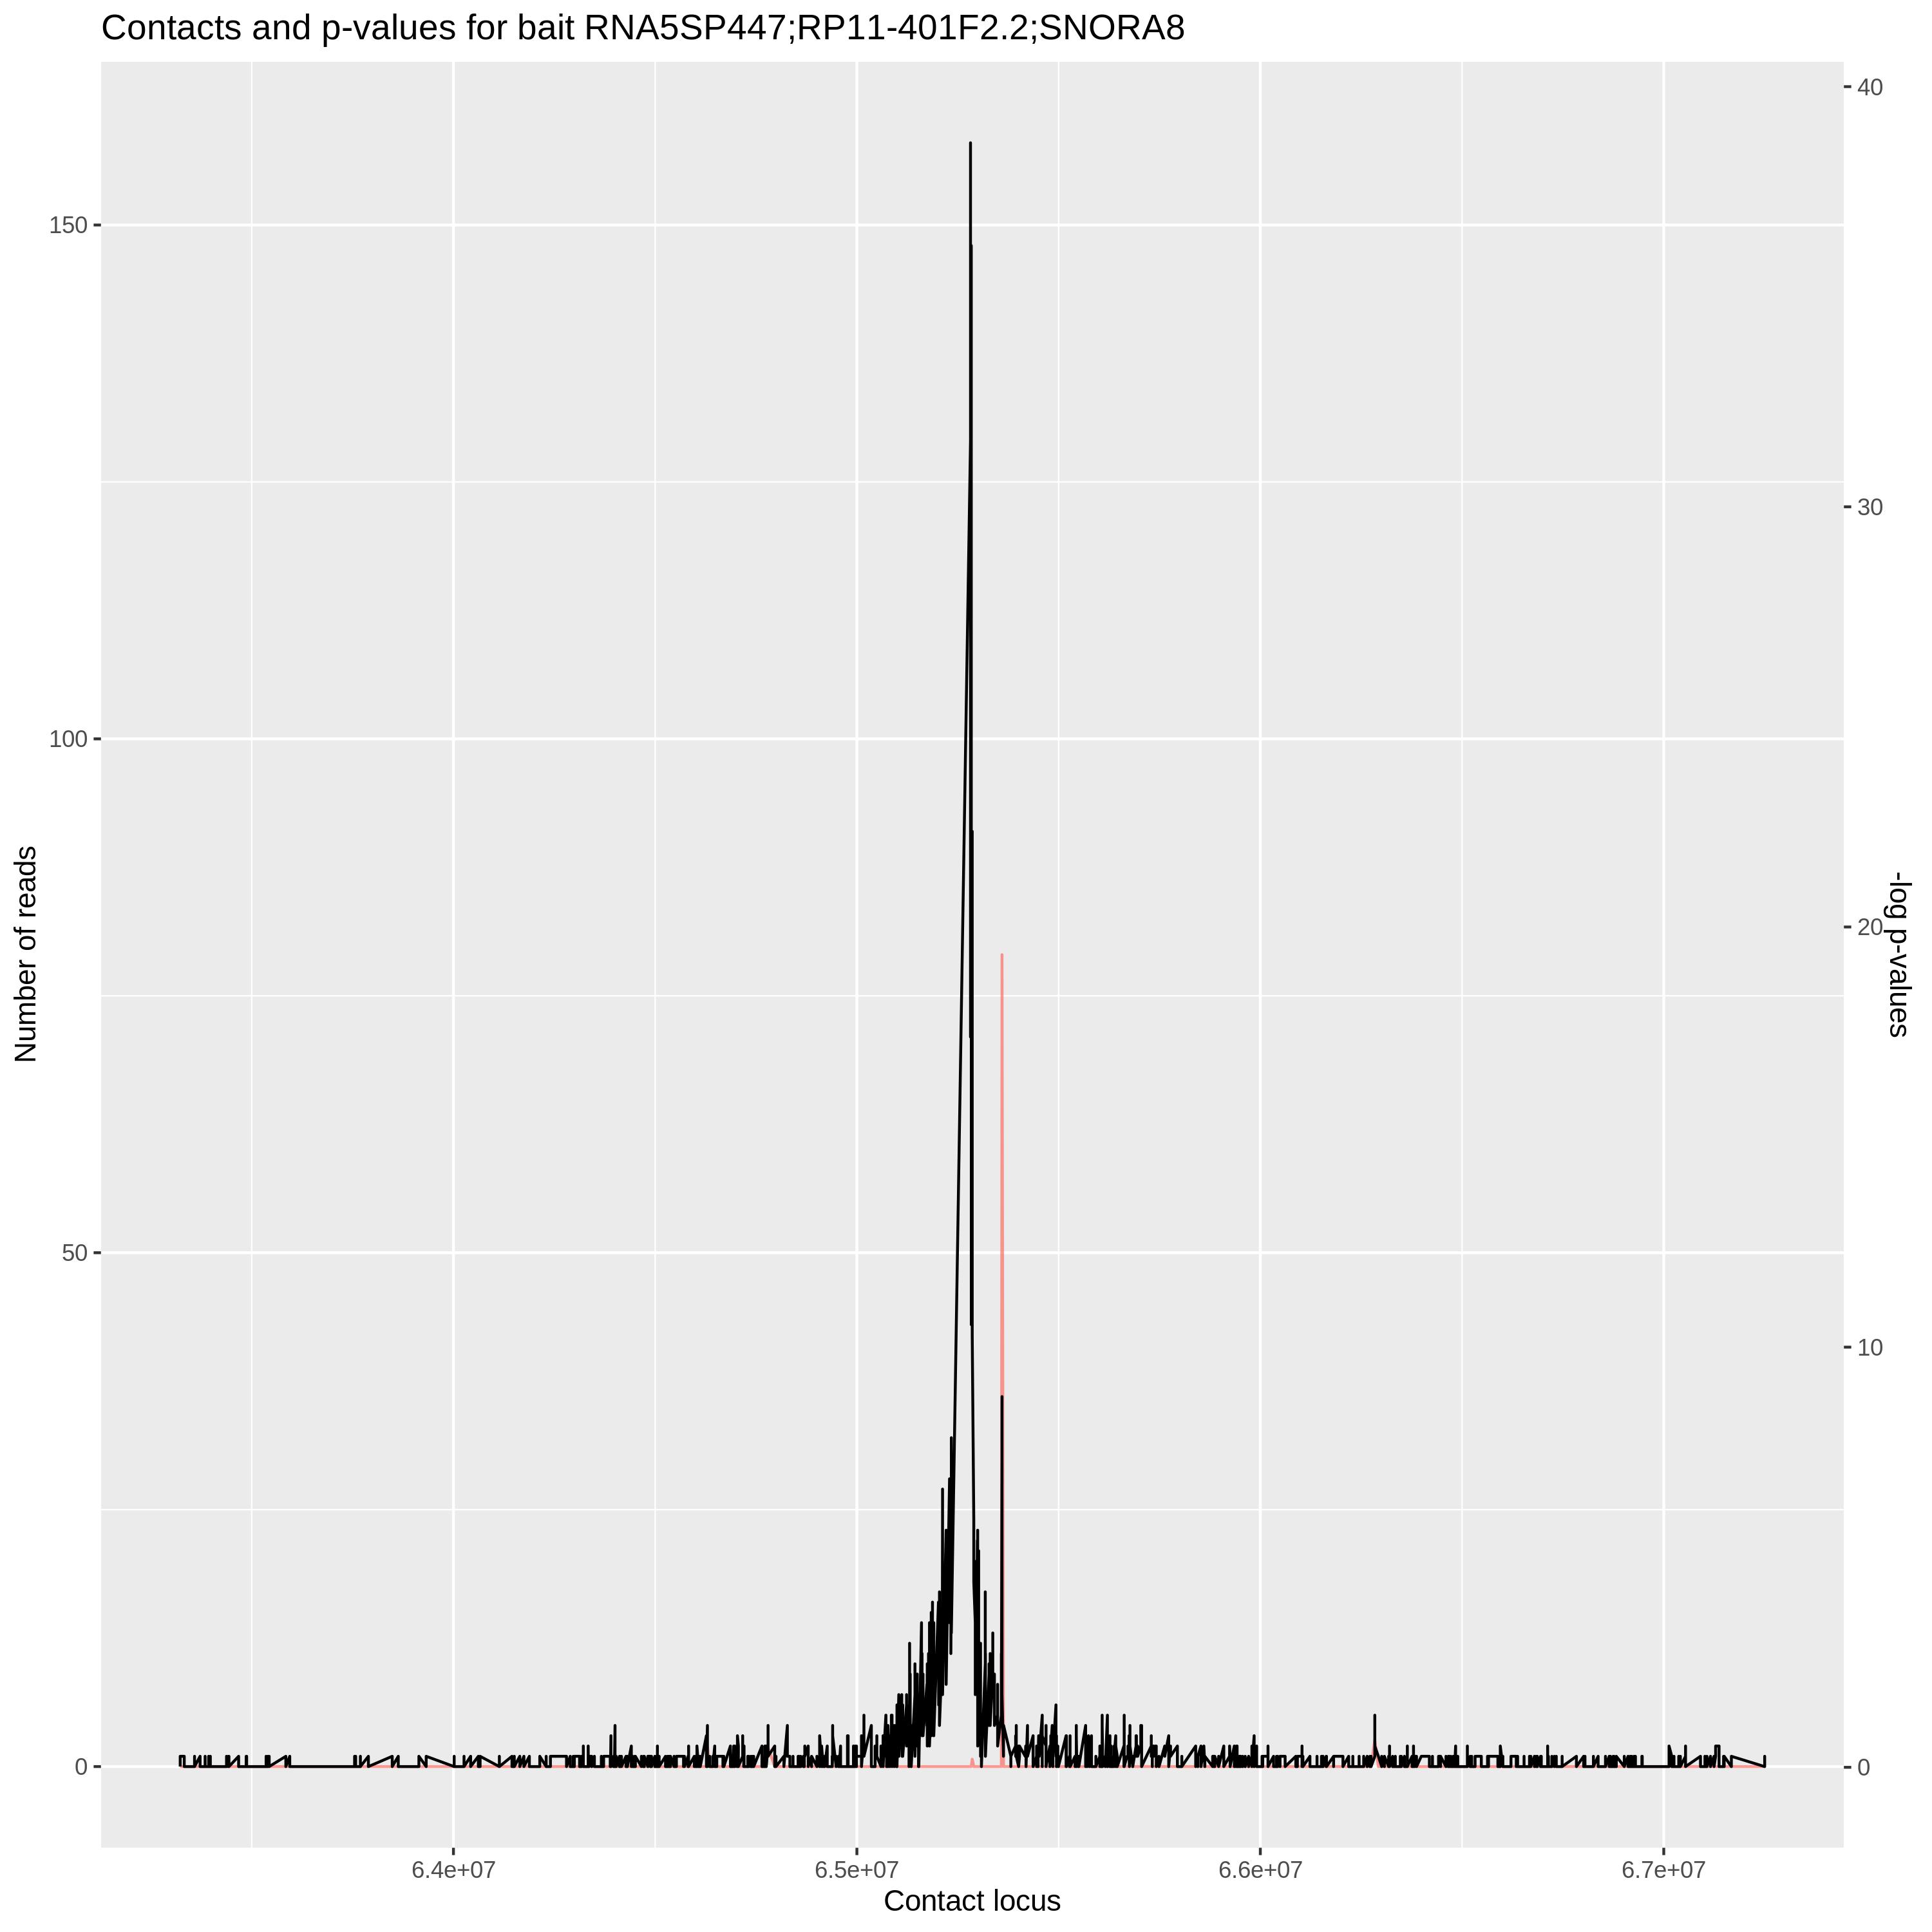 Contacts and p-values for bait RNA5SP447;RP11-401F2.2;SNORA8
150
100
50
0
Number of reads
40
30
20
10
0
-log p-values
6.4e+07 6.5e+07 6.6e+07 6.7e+07
Contact locus